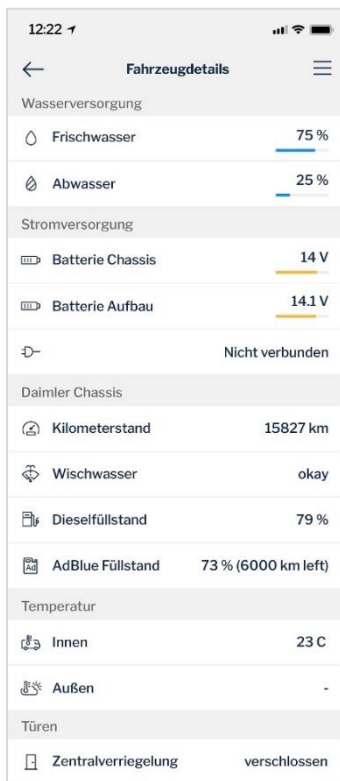 12:22
Fahrzeugdetails
Wasserversorgung
Frischwasser 75 %
Abwasser 25 %
Stromversorgung
Batterie Chassis 14 V
Batterie Aufbau 14.1 V
Nicht verbunden
Daimler Chassis
Kilometerstand 15827 km
Wischwasser okay
Dieselfüllstand 79 %
Ad AdBlue Füllstand 73 % (6000 km left)
Temperatur
Innen 23 C
Außen -
Türen
Zentralverriegelung verschlossen